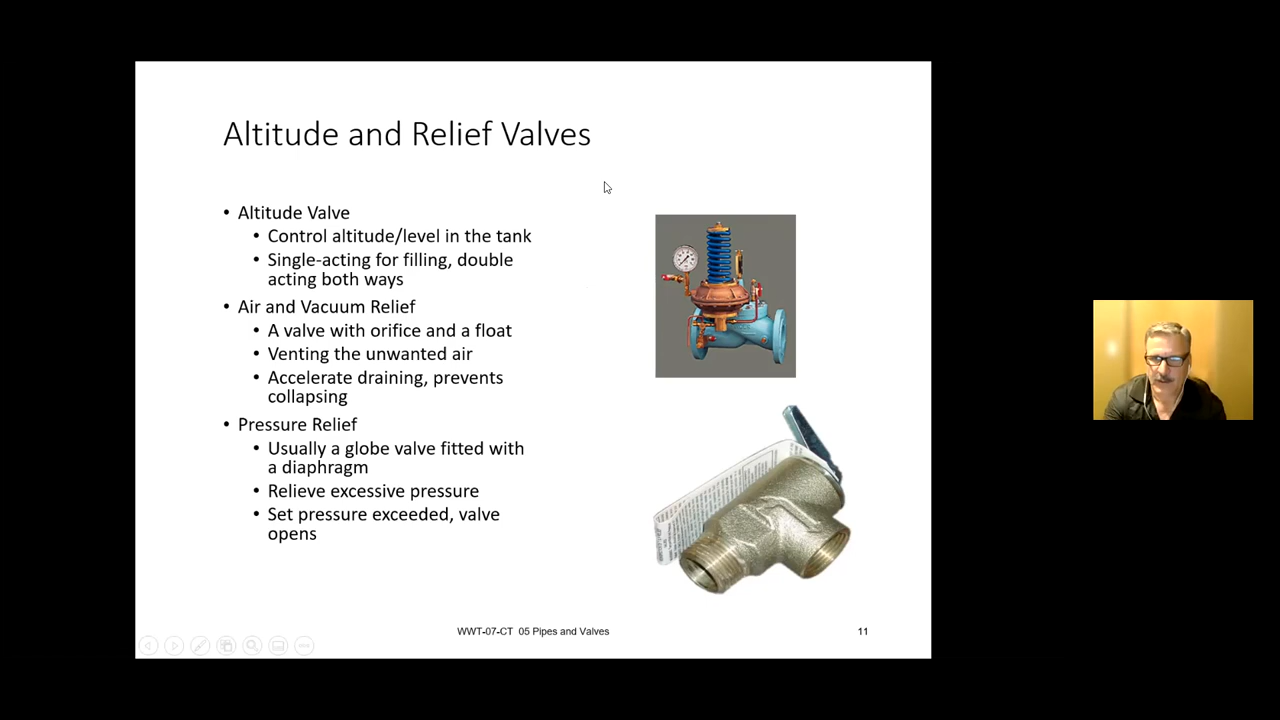 Altitude and Relief Valves
• Altitude Valve
• Control altitude/level in the tank
• Single-acting for filling, double
acting both ways
• Air and Vacuum Relief
• A valve with orifice and a float
• Venting the unwanted air
• Accelerate draining, prevents
collapsing
• Pressure Relief
• Usually a globe valve fitted with
a diaphragm
• Relieve excessive pressure
• Set pressure exceeded, valve
opens
WWT-07-CT 05 Pipes and Valves
11